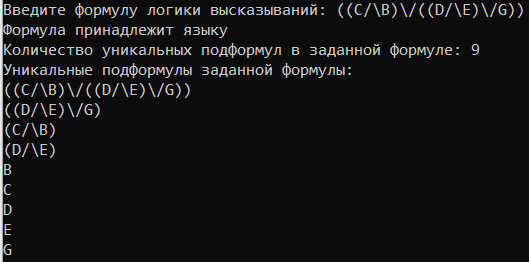 Введите формулу логики высказываний: ((C/\B)\/((D/\E)\/G))
Формула принадлежит языку
Количество уникальных подформул в заданной формуле: 9
Уникальные подформулы заданной формулы:
((C/\B)\/((D/\E)\/G))
((D/\E)\/G)
(C/\B)
(D/\E)
B
C
D
E
G